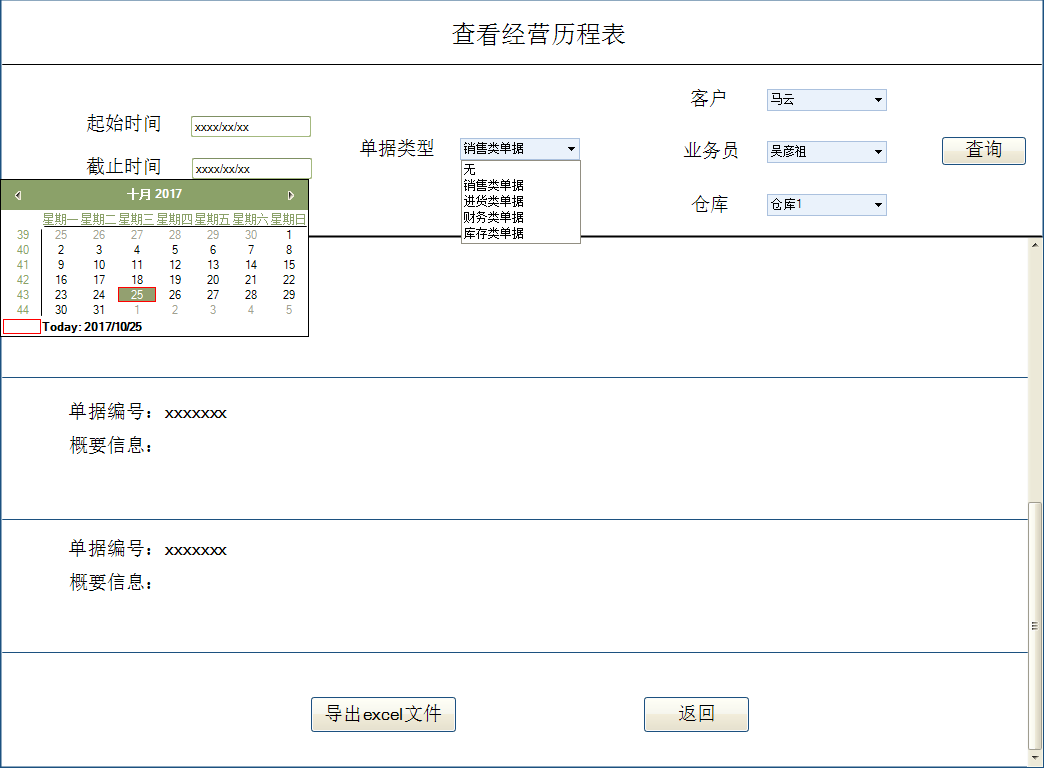 查看经营历程表
起始时间 xxxx/xx/xx
截止时间 xxxx/xx/xx
十月 2017
星期一 星期二 星期三 星期四 星期五 星期六 星期日
39 25 26 27 28 29 30 1
40 2 3 4 5 6 7 8
41 9 10 11 12 13 14 15
42 16 17 18 19 20 21 22
43 23 24 25 26 27 28 29
44 30 31 1 2 3 4 5
Today: 2017/10/25
单据类型 销售类单据
无
销售类单据
进货类单据
财务类单据
库存类单据
客户 马云
业务员 吴彦祖
仓库 仓库1
查询
单据编号：xxxxxxx
概要信息：
单据编号：xxxxxxx
概要信息：
导出excel文件
返回